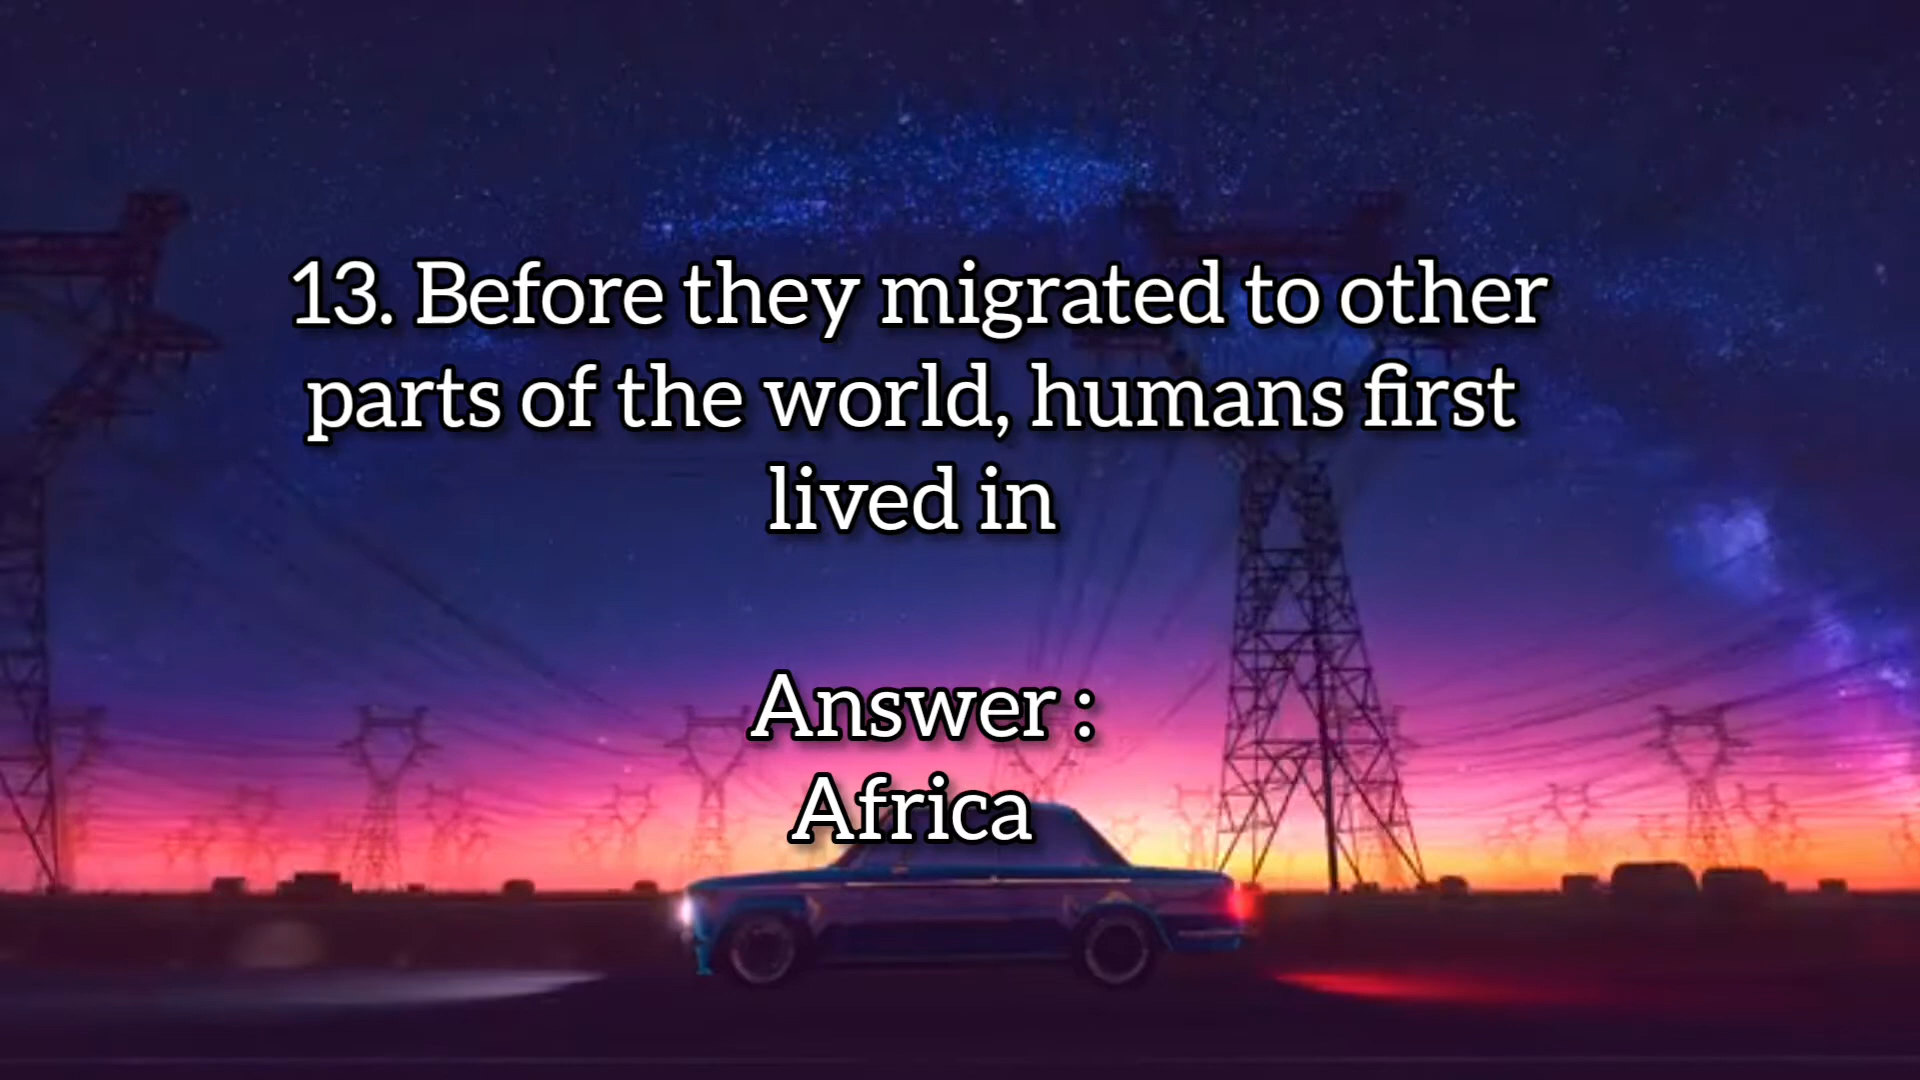 13. Before they migrated to other
parts of the world, humans first
lived in
Answer :
Africa